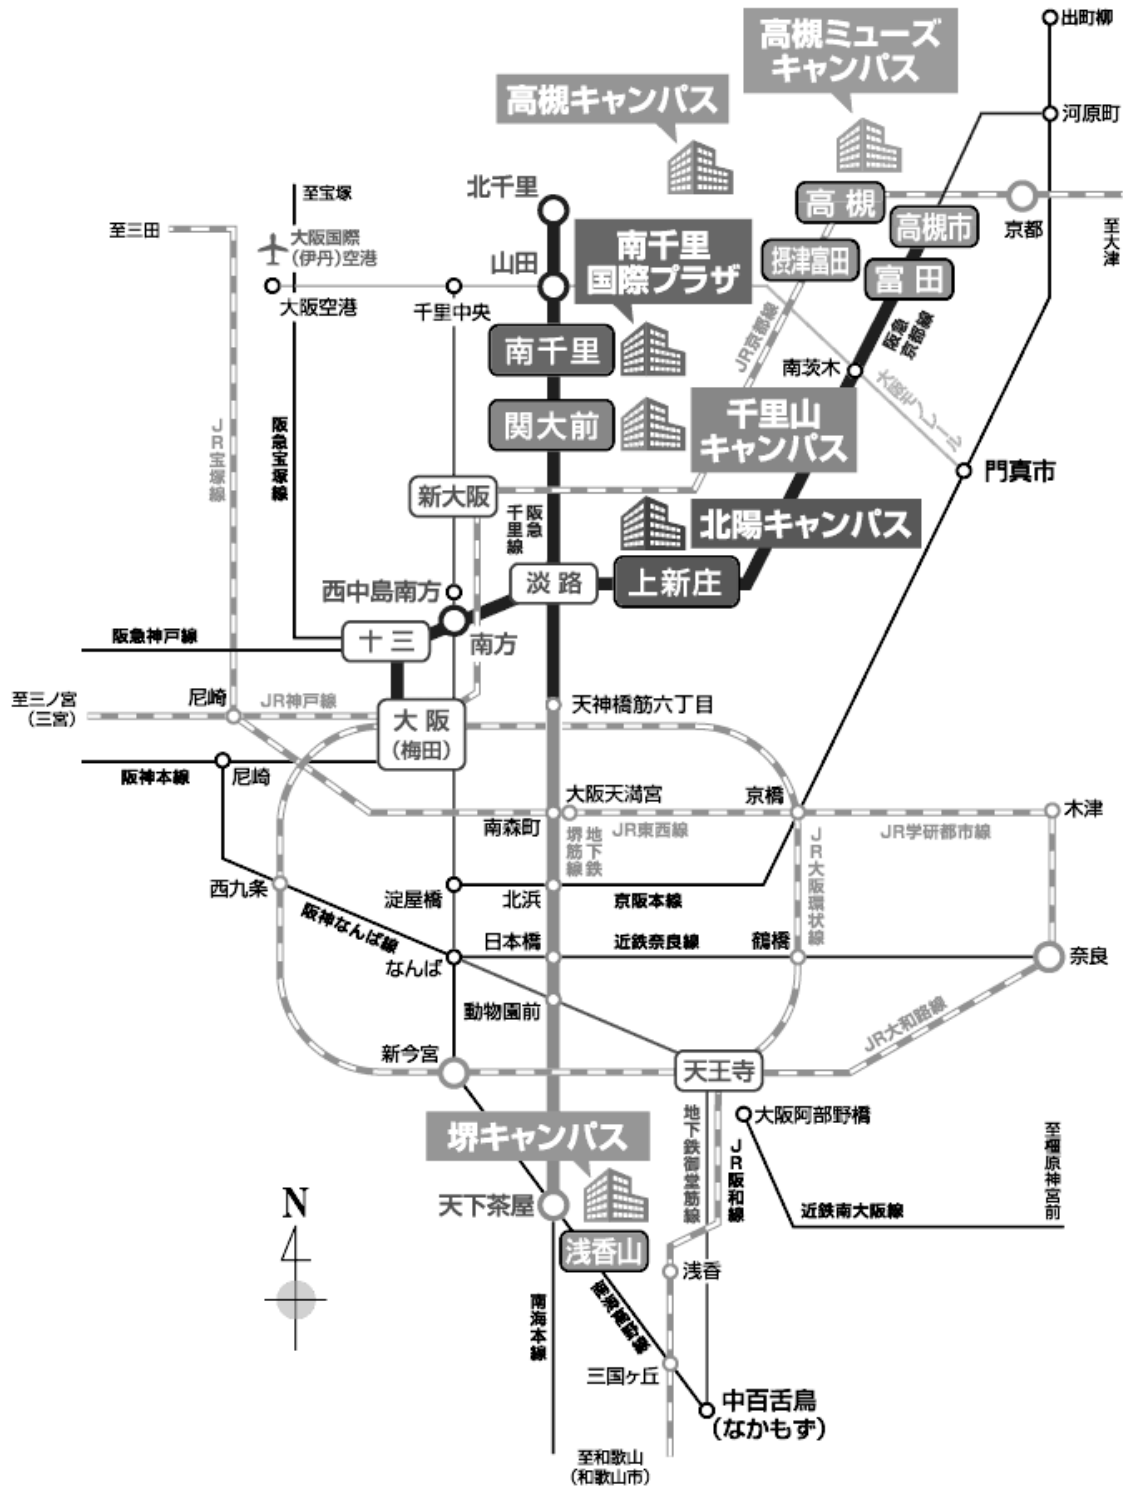 出町柳
高槻ミューズ
キャンパス
高槻キャンパス
河原町
北千里
至宝塚
高槻
高槻市
京都
至大津
至三田
大阪国際
(伊丹)空港
南千里
国際プラザ
山田
摂津富田
富田
大阪空港
千里中央
JR京都線
阪急
京都線
南千里
南茨木
大阪モノレール
JR宝塚線
阪急宝塚線
関大前
千里山
キャンパス
門真市
新大阪
阪急
千里線
北陽キャンパス
西中島南方
淡路
上新庄
阪急神戸線
十三
南方
至三ノ宮
(三宮)
尼崎
JR神戸線
大阪
(梅田)
天神橋筋六丁目
阪神本線
尼崎
大阪天満宮
京橋
木津
南森町
地下鉄
堺筋線
JR東西線
JR学研都市線
JR大阪環状線
西九条
淀屋橋
北浜
京阪本線
阪神なんば線
日本橋
近鉄奈良線
鶴橋
なんば
奈良
動物園前
JR大和路線
新今宮
天王寺
堺キャンパス
地下鉄御堂筋線
JR阪和線
大阪阿部野橋
至橿原神宮前
天下茶屋
近鉄南大阪線
N
浅香山
浅香
南海本線
南海高野線
三国ヶ丘
中百舌鳥
(なかもず)
至和歌山
(和歌山市)